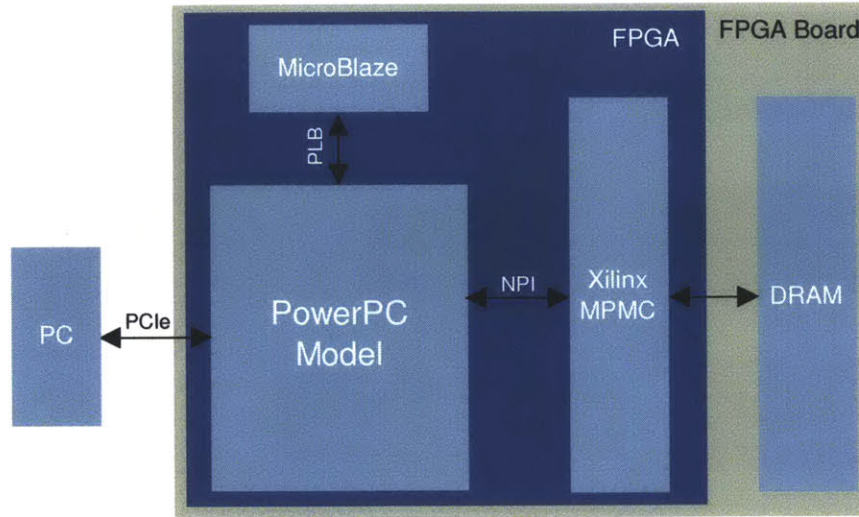 FPGA
FPGA Board
MicroBlaze
PLB
PC
PCIe
PowerPC
Model
NPI
Xilinx
MPMC
DRAM